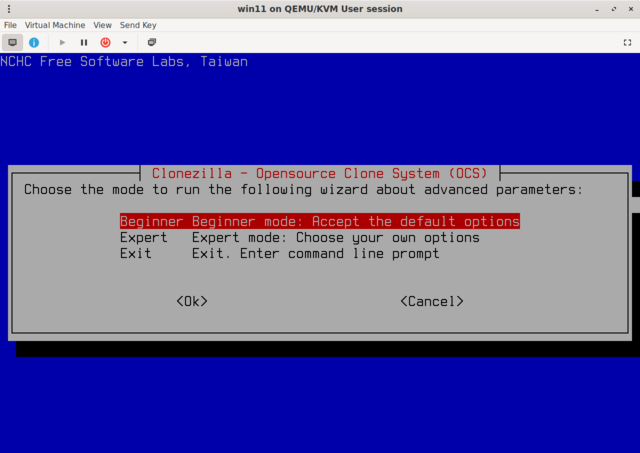 win11 on QEMU/KVM User session
File Virtual Machine View Send Key
NCHC Free Software Labs, Taiwan
Clonezilla - Opensource Clone System (OCS)
Choose the mode to run the following wizard about advanced parameters:
Beginner Beginner mode: Accept the default options
Expert Expert mode: Choose your own options
Exit Exit. Enter command line prompt
<Ok> <Cancel>